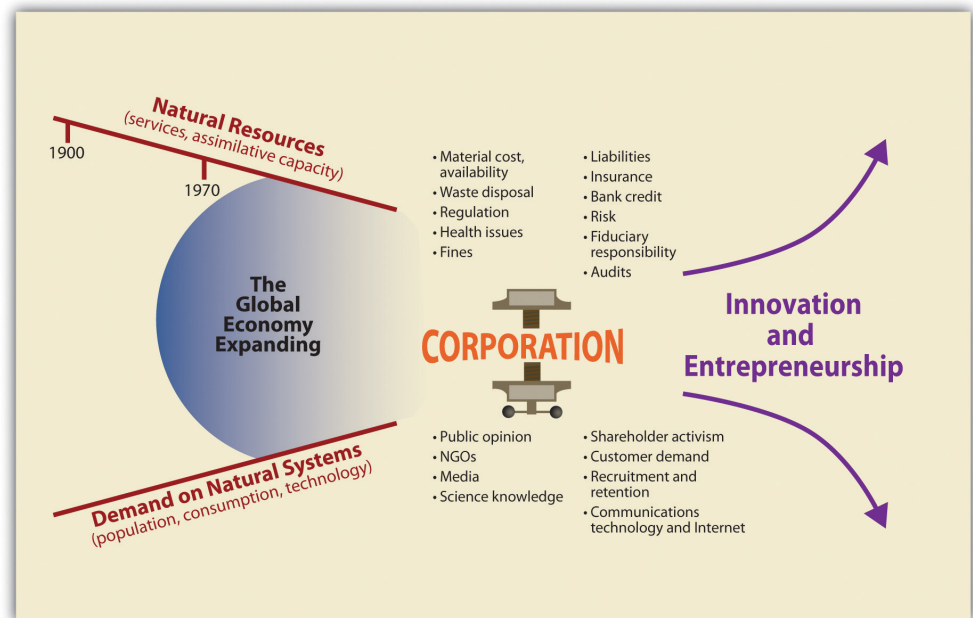 Natural Resources
(services, assimilative capacity)
1900
1970
The
Global
Economy
Expanding
Demand on Natural Systems
(population, consumption, technology)
• Material cost,
availability
• Waste disposal
• Regulation
• Health issues
• Fines
• Liabilities
• Insurance
• Bank credit
• Risk
• Fiduciary
responsibility
• Audits
CORPORATION
• Public opinion
• NGOs
• Media
• Science knowledge
• Shareholder activism
• Customer demand
• Recruitment and
retention
• Communications
technology and Internet
Innovation
and
Entrepreneurship